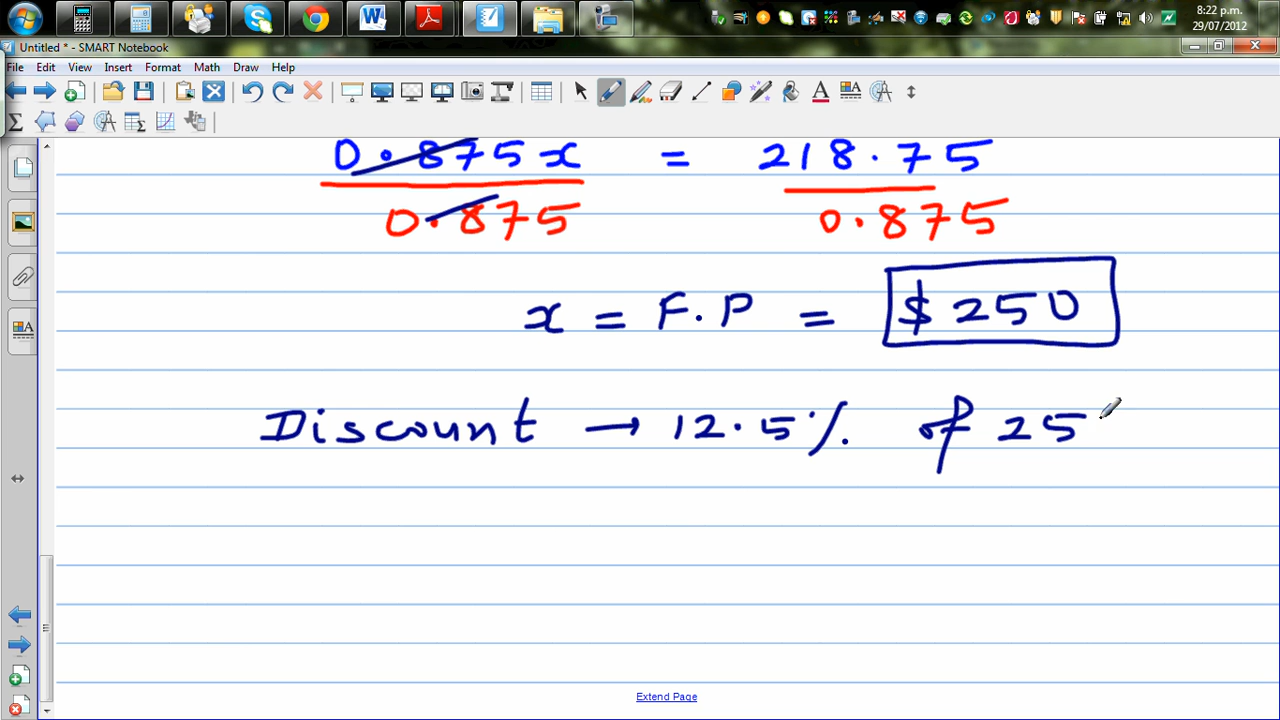 8:22 p.m.
29/07/2012
Untitled * - SMART Notebook
File Edit View Insert Format Math Draw Help
0.875x = 218.75
0.875 0.875
x = F.P = $250
Discount → 12.5% of 25
Extend Page